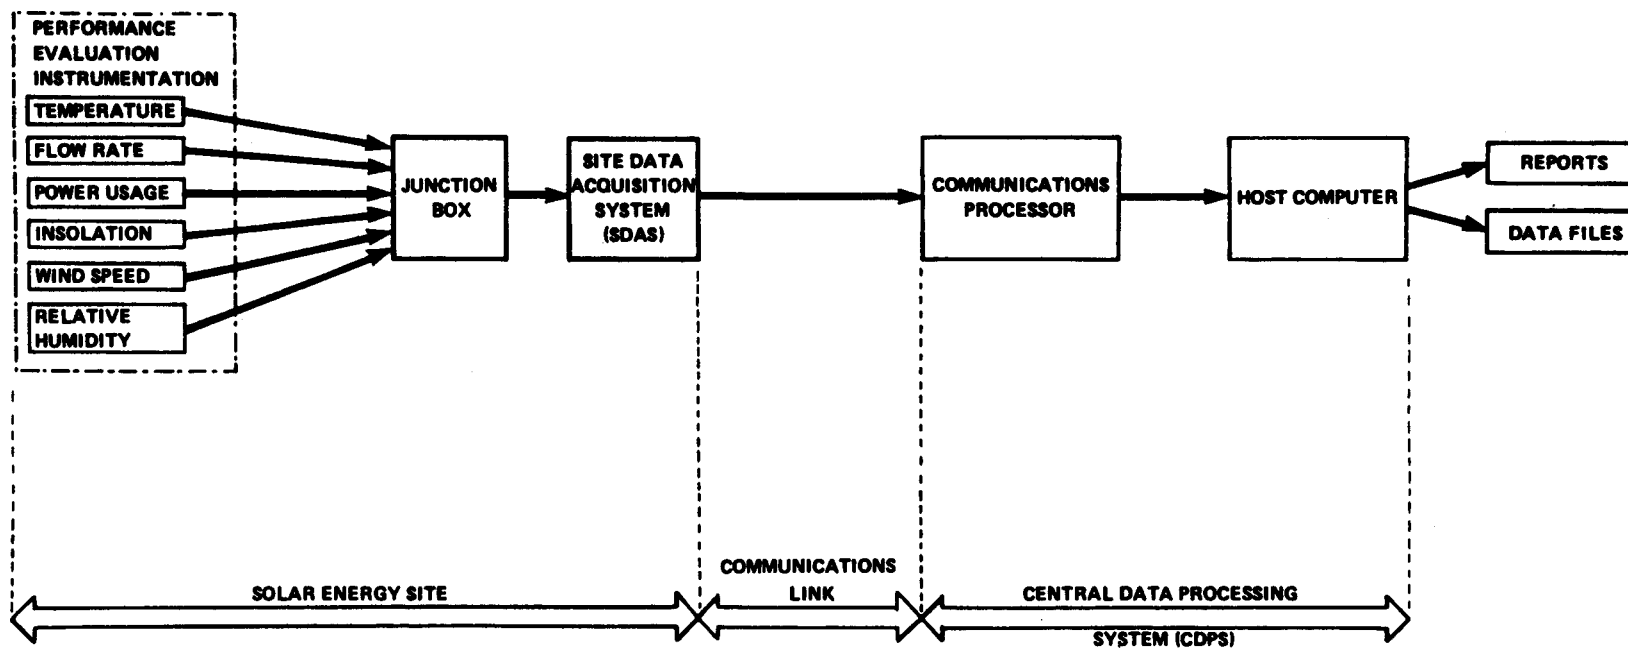 PERFORMANCE
EVALUATION
INSTRUMENTATION
TEMPERATURE
FLOW RATE
POWER USAGE
INSOLATION
WIND SPEED
RELATIVE
HUMIDITY
JUNCTION
BOX
SITE DATA
ACQUISITION
SYSTEM
(SDAS)
COMMUNICATIONS
PROCESSOR
HOST COMPUTER
REPORTS
DATA FILES
SOLAR ENERGY SITE
COMMUNICATIONS
LINK
CENTRAL DATA PROCESSING
SYSTEM (CDPS)